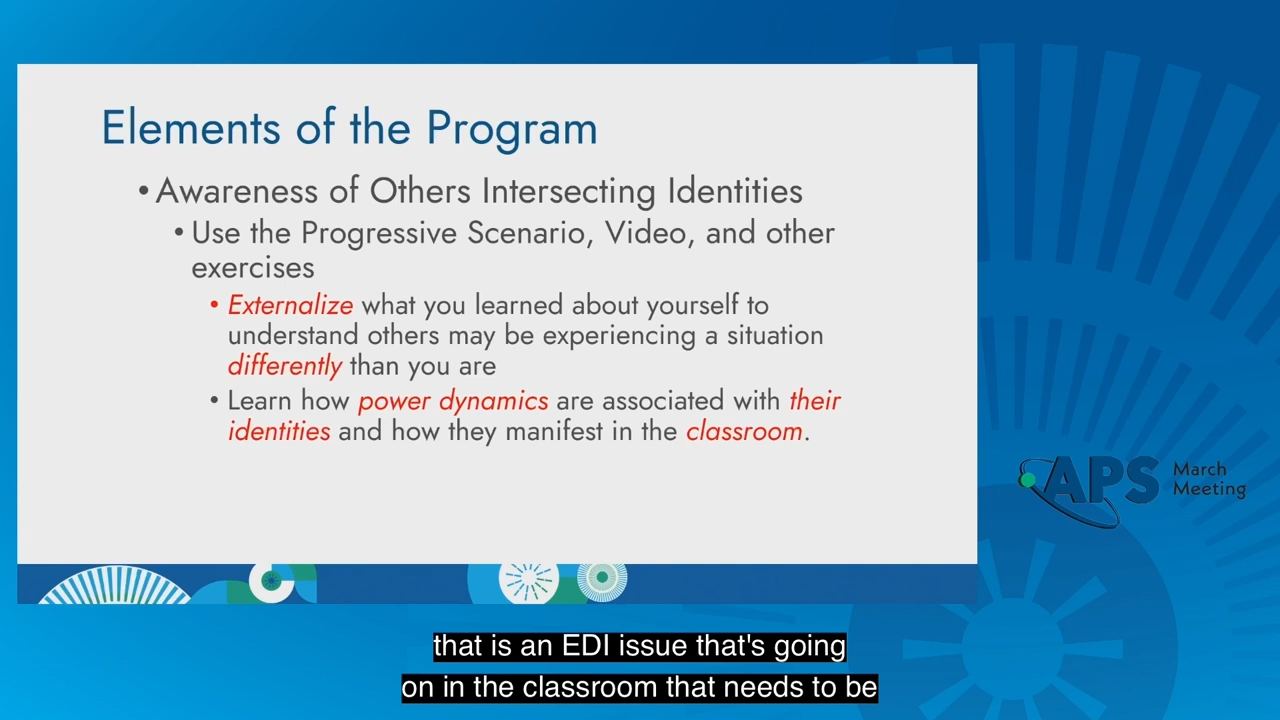 Elements of the Program
•Awareness of Others Intersecting Identities
•Use the Progressive Scenario, Video, and other
exercises
• Externalize what you learned about yourself to
understand others may be experiencing a situation
differently than you are
• Learn how power dynamics are associated with their
identities and how they manifest in the classroom.
APS March
Meeting
that is an EDI issue that's going
on in the classroom that needs to be